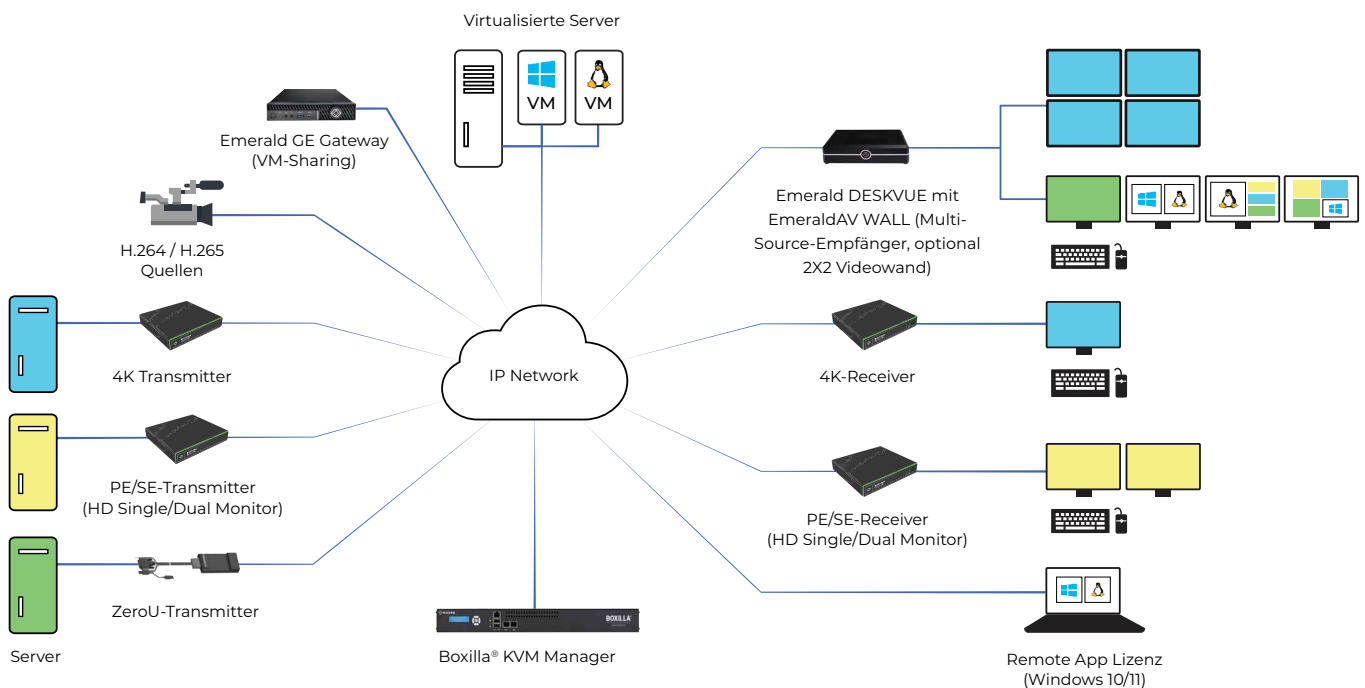 Virtualisierte Server
VM
VM
Emerald GE Gateway
(VM-Sharing)
H.264 / H.265
Quellen
Emerald DESKVUE mit
EmeraldAV WALL (Multi-
Source-Empfänger, optional
2X2 Videowand)
IP Network
4K Transmitter
4K-Receiver
PE/SE-Transmitter
(HD Single/Dual Monitor)
PE/SE-Receiver
(HD Single/Dual Monitor)
ZeroU-Transmitter
BOXILLA
Server
Boxilla® KVM Manager
Remote App Lizenz
(Windows 10/11)